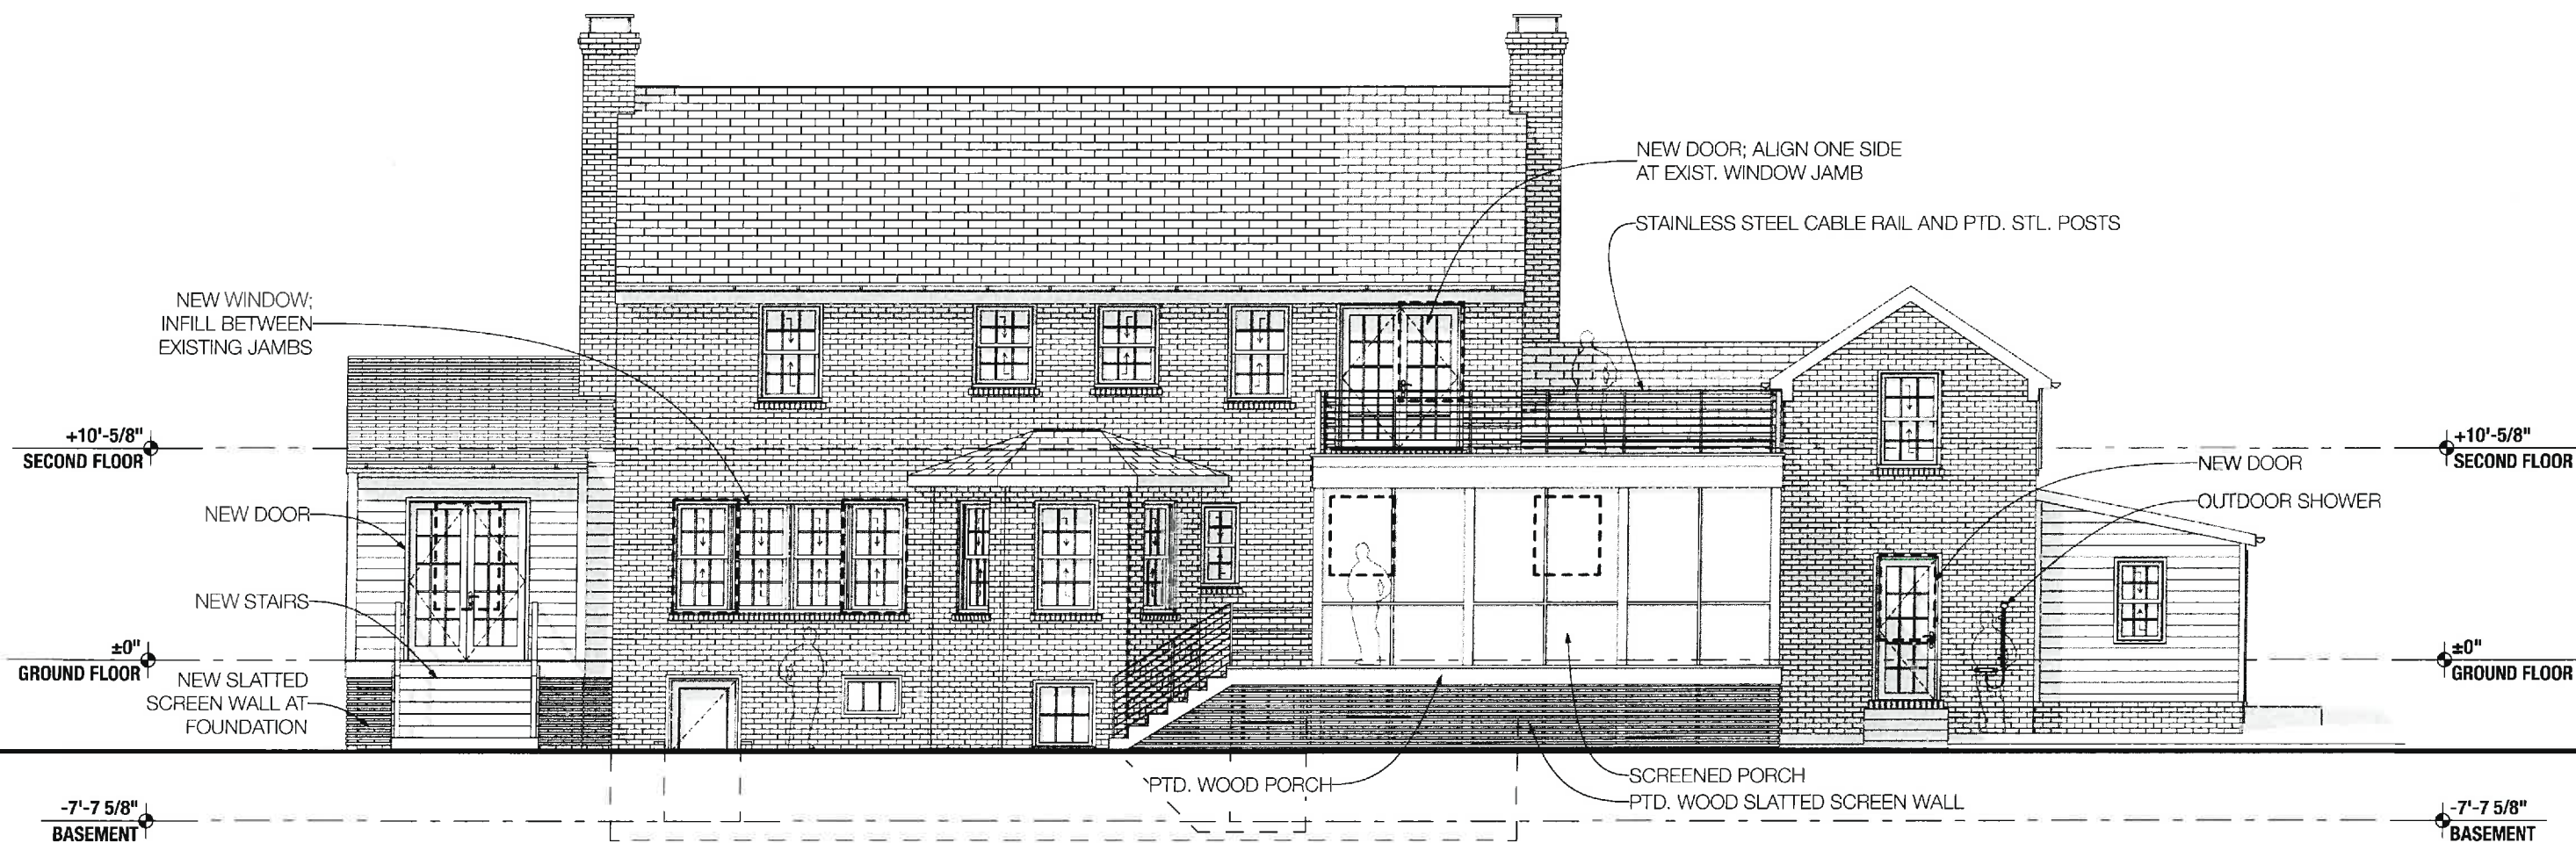 NEW DOOR; ALIGN ONE SIDE
AT EXIST. WINDOW JAMB
STAINLESS STEEL CABLE RAIL AND PTD. STL. POSTS
NEW WINDOW;
INFILL BETWEEN
EXISTING JAMBS
+10'-5/8"
SECOND FLOOR
+10'-5/8"
SECOND FLOOR
NEW DOOR
NEW DOOR
OUTDOOR SHOWER
NEW STAIRS
±0"
GROUND FLOOR
±0"
GROUND FLOOR
NEW SLATTED
SCREEN WALL AT
FOUNDATION
PTD. WOOD PORCH
SCREENED PORCH
PTD. WOOD SLATTED SCREEN WALL
-7'-7 5/8"
BASEMENT
-7'-7 5/8"
BASEMENT